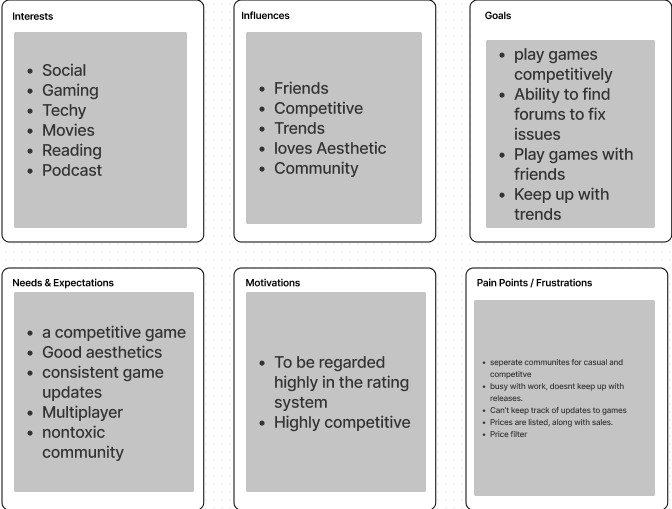 Interests
• Social
• Gaming
• Techy
• Movies
• Reading
• Podcast
Influences
• Friends
• Competitive
• Trends
• loves Aesthetic
• Community
Goals
• play games
competitively
• Ability to find
forums to fix
issues
• Play games with
friends
• Keep up with
trends
Needs & Expectations
• a competitive game
• Good aesthetics
• consistent game
updates
• Multiplayer
• nontoxic
community
Motivations
• To be regarded
highly in the rating
system
• Highly competitive
Pain Points / Frustrations
• seperate communites for casual and
competitve
• busy with work, doesnt keep up with
releases.
• Can't keep track of updates to games
• Prices are listed, along with sales.
• Price filter